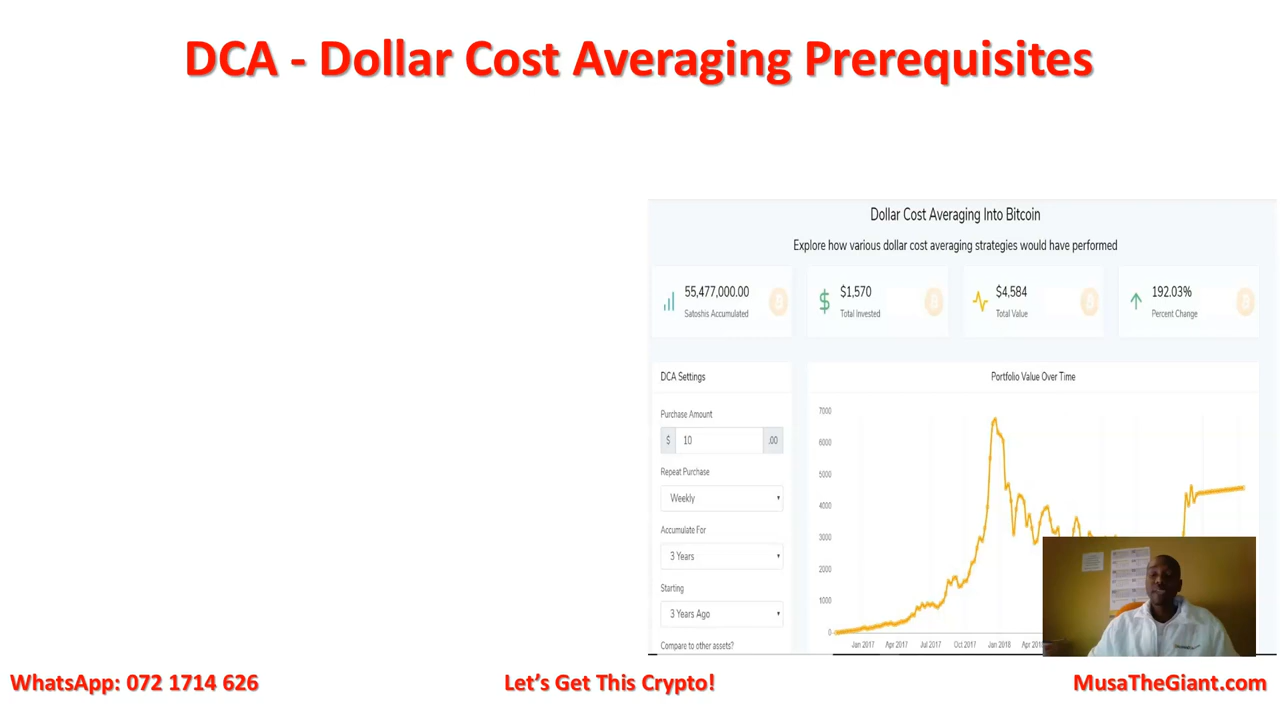 DCA - Dollar Cost Averaging Prerequisites
Dollar Cost Averaging Into Bitcoin
Explore how various dollar cost averaging strategies would have performed
55,477,000.00
Satoshis Accumulated
$1,570
Total Invested
$4,584
Total Value
192.03%
Percent Change
DCA Settings
Purchase Amount
$ 10 .00
Repeat Purchase
Weekly
Accumulate For
3 Years
Starting
3 Years Ago
Compare to other assets?
Portfolio Value Over Time
7000
6000
5000
4000
3000
2000
1000
0
Jan 2017 Apr 2017 Jul 2017 Oct 2017 Jan 2018 Apr
WhatsApp: 072 1714 626 Let's Get This Crypto! MusaTheGiant.com